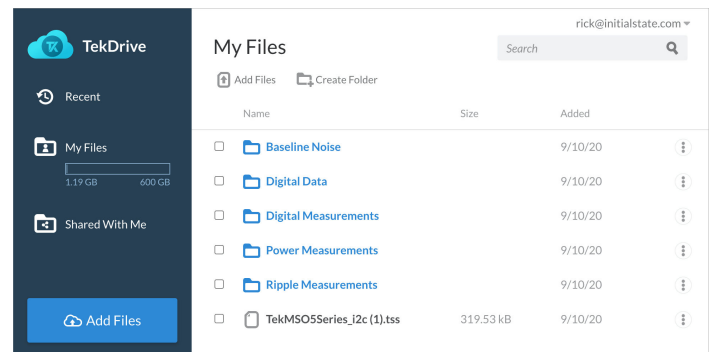 TK TekDrive
Recent
My Files
1.19 GB 600 GB
Shared With Me
Add Files
rick@initialstate.com
My Files
Search
Add Files Create Folder
Name Size Added
Baseline Noise 9/10/20
Digital Data 9/10/20
Digital Measurements 9/10/20
Power Measurements 9/10/20
Ripple Measurements 9/10/20
TekMSO5Series_i2c (1).tss 319.53 kB 9/10/20